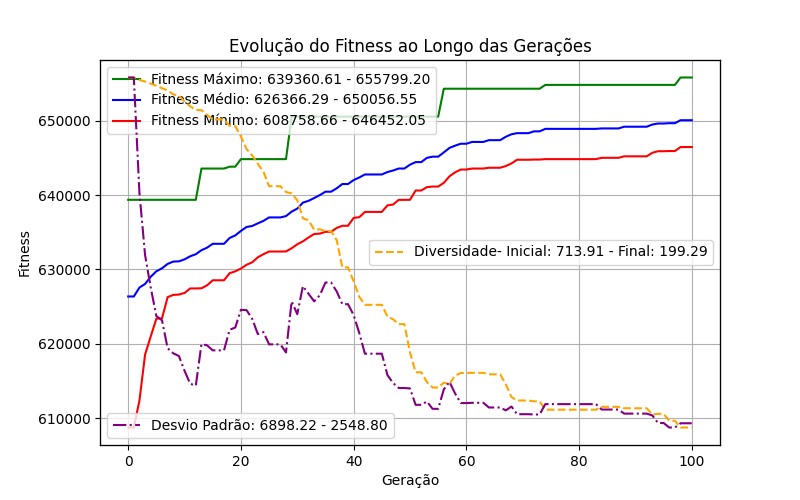 Evolução do Fitness ao Longo das Gerações
Fitness Máximo: 639360.61 - 655799.20
Fitness Médio: 626366.29 - 650056.55
Fitness Mínimo: 608758.66 - 646452.05
Diversidade- Inicial: 713.91 - Final: 199.29
Desvio Padrão: 6898.22 - 2548.80
Fitness
650000
640000
630000
620000
610000
0
20
40
60
80
100
Geração